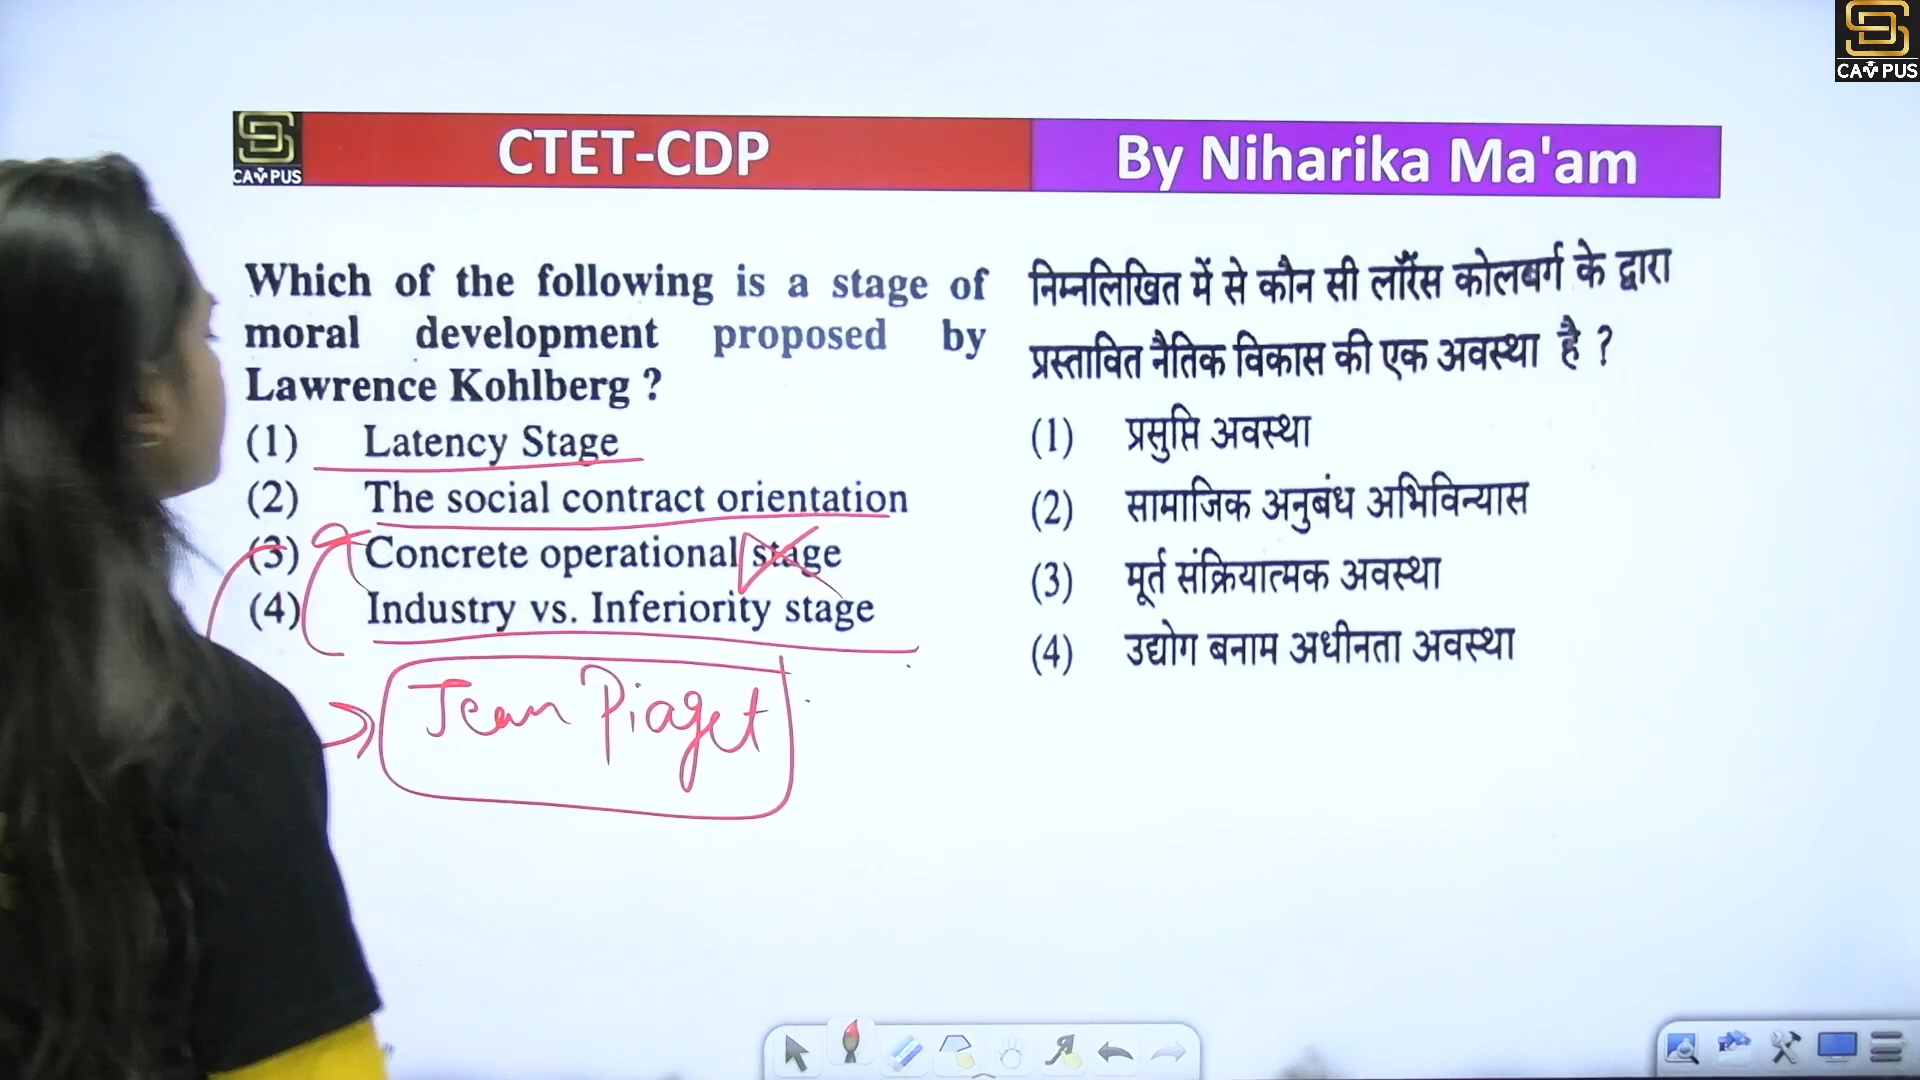 CAMPUS
CAMPUS
CTET-CDP
By Niharika Ma'am
Which of the following is a stage of
moral development proposed by
Lawrence Kohlberg ?
(1) Latency Stage
(2) The social contract orientation
(3) Concrete operational stage
(4) Industry vs. Inferiority stage
Jean Piaget
निम्नलिखित में से कौन सी लॉरेंस कोलबर्ग के द्वारा
प्रस्तावित नैतिक विकास की एक अवस्था है ?
(1) प्रसुप्ति अवस्था
(2) सामाजिक अनुबंध अभिविन्यास
(3) मूर्त संक्रियात्मक अवस्था
(4) उद्योग बनाम अधीनता अवस्था